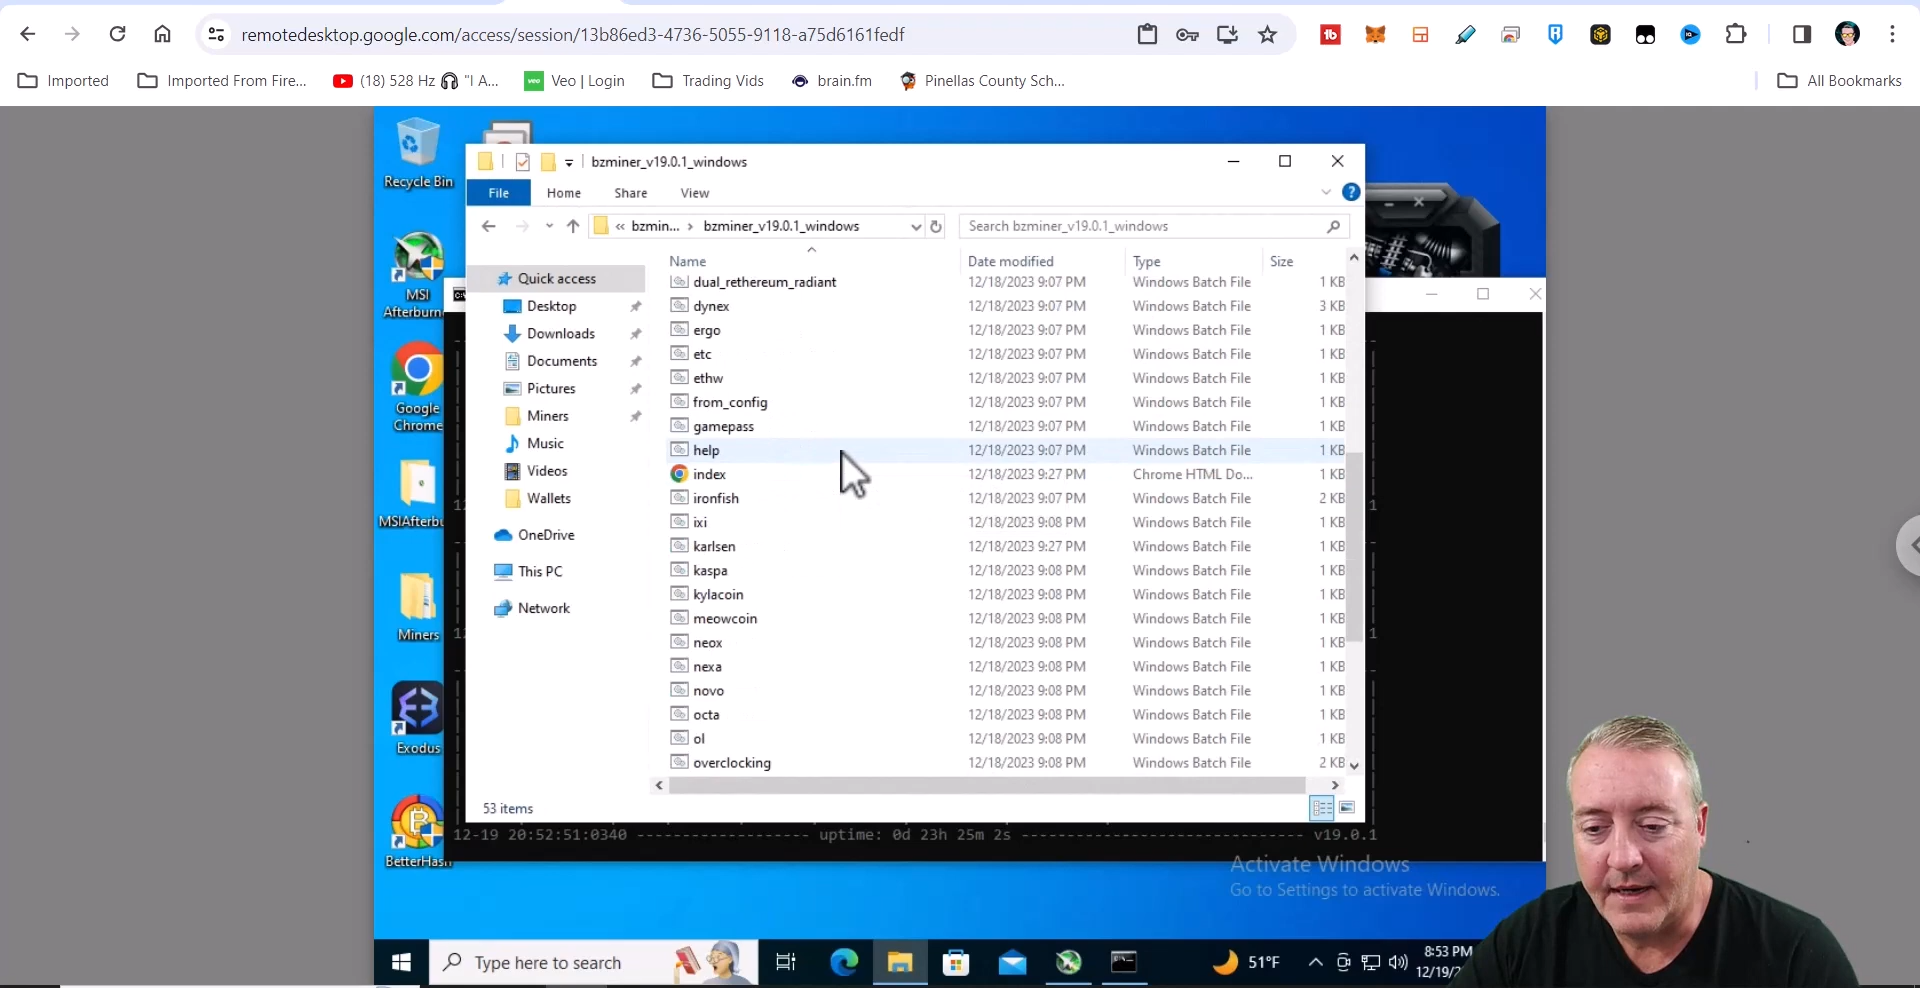 remotedesktop.google.com/access/session/13b86ed3-4736-5055-9118-a75d6161fedf
Imported
Imported From Fire...
(18) 528 Hz 🎧 "I A...
veo
Veo | Login
Trading Vids
brain.fm
Pinellas County Sch...
All Bookmarks
Recycle Bin
MSI
Afterburn
Google
Chrome
MSIAfterbu
Miners
Exodus
BetterHash
bzminer_v19.0.1_windows
File
Home
Share
View
« bzmin... › bzminer_v19.0.1_windows
Search bzminer_v19.0.1_windows
Quick access
Desktop
Downloads
Documents
Pictures
Miners
Music
Videos
Wallets
OneDrive
This PC
Network
Name Date modified Type Size
dual_rethereum_radiant 12/18/2023 9:07 PM Windows Batch File 1 KB
dynex 12/18/2023 9:07 PM Windows Batch File 3 KB
ergo 12/18/2023 9:07 PM Windows Batch File 1 KB
etc 12/18/2023 9:07 PM Windows Batch File 1 KB
ethw 12/18/2023 9:07 PM Windows Batch File 1 KB
from_config 12/18/2023 9:07 PM Windows Batch File 1 KB
gamepass 12/18/2023 9:07 PM Windows Batch File 1 KB
help 12/18/2023 9:07 PM Windows Batch File 1 KB
index 12/18/2023 9:27 PM Chrome HTML Do... 1 KB
ironfish 12/18/2023 9:07 PM Windows Batch File 2 KB
ixi 12/18/2023 9:08 PM Windows Batch File 1 KB
karlsen 12/18/2023 9:27 PM Windows Batch File 1 KB
kaspa 12/18/2023 9:08 PM Windows Batch File 1 KB
kylacoin 12/18/2023 9:08 PM Windows Batch File 1 KB
meowcoin 12/18/2023 9:08 PM Windows Batch File 1 KB
neox 12/18/2023 9:08 PM Windows Batch File 1 KB
nexa 12/18/2023 9:08 PM Windows Batch File 1 KB
novo 12/18/2023 9:08 PM Windows Batch File 1 KB
octa 12/18/2023 9:08 PM Windows Batch File 1 KB
ol 12/18/2023 9:08 PM Windows Batch File 1 KB
overclocking 12/18/2023 9:08 PM Windows Batch File 2 KB
53 items
12-19 20:52:51:0340 ------------------- uptime: 0d 23h 25m 2s ------------------------------- v19.0.1
Activate Windows
Go to Settings to activate Windows.
Type here to search
51°F
8:53 PM
12/19/2